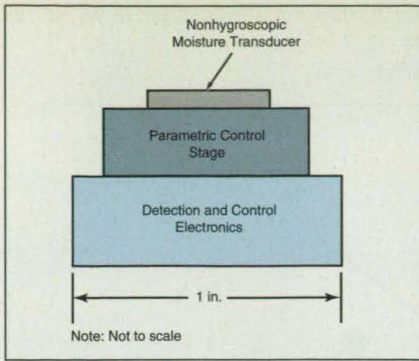 Nonhygroscopic
Moisture Transducer
Parametric Control
Stage
Detection and Control
Electronics
1 in.
Note: Not to scale